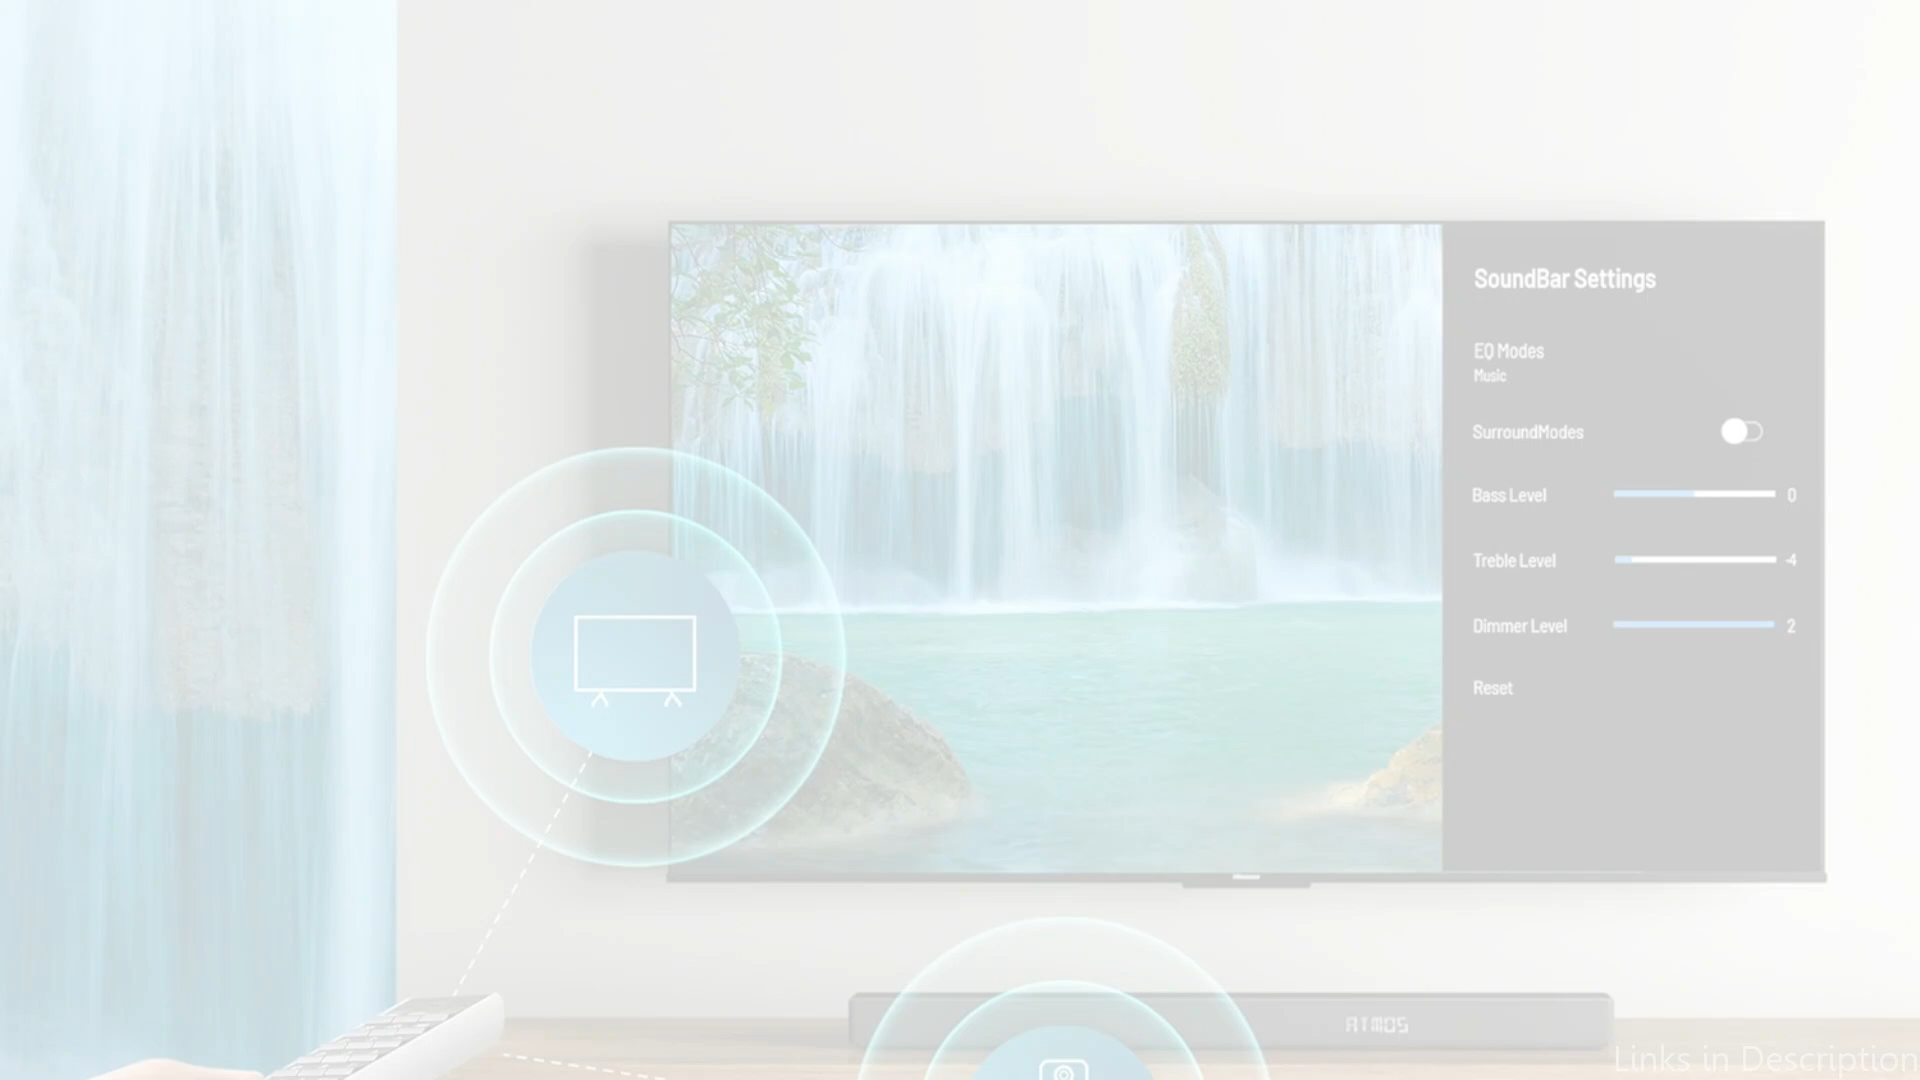 SoundBar Settings
EQ Modes
Music
SurroundModes
Bass Level 0
Treble Level -4
Dimmer Level 2
Reset
ATMOS
Links in Description